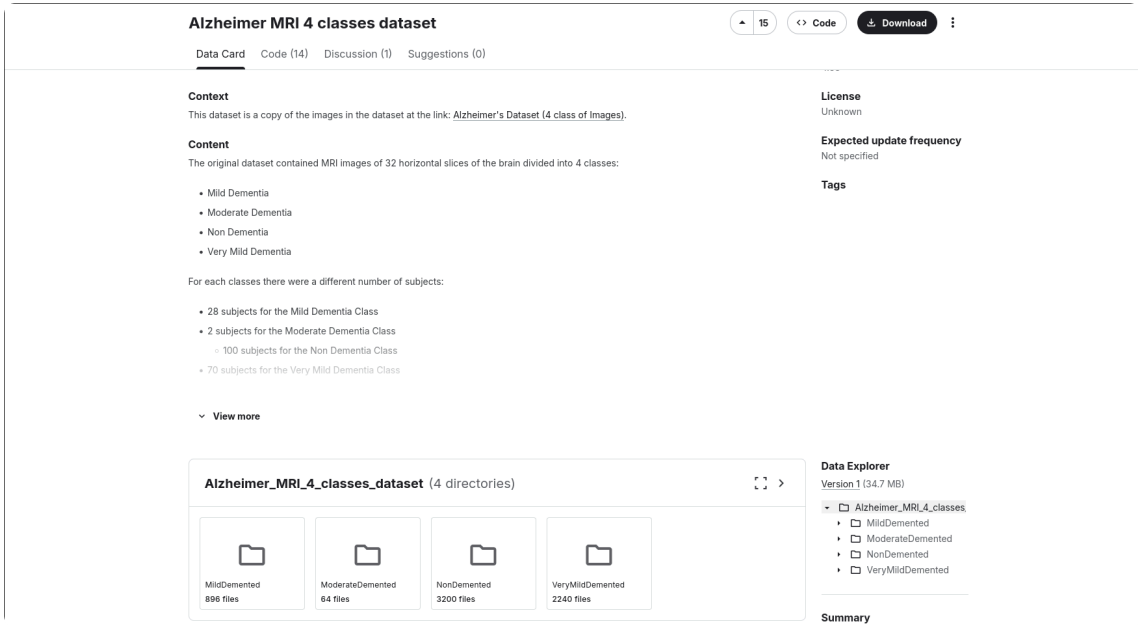 Alzheimer MRI 4 classes dataset
15
<> Code
Download
Data Card
Code (14)
Discussion (1)
Suggestions (0)
Context
This dataset is a copy of the images in the dataset at the link: Alzheimer's Dataset (4 class of Images).
Content
The original dataset contained MRI images of 32 horizontal slices of the brain divided into 4 classes:
• Mild Dementia
• Moderate Dementia
• Non Dementia
• Very Mild Dementia
For each classes there were a different number of subjects:
• 28 subjects for the Mild Dementia Class
• 2 subjects for the Moderate Dementia Class
◦ 100 subjects for the Non Dementia Class
• 70 subjects for the Very Mild Dementia Class
View more
License
Unknown
Expected update frequency
Not specified
Tags
Alzheimer_MRI_4_classes_dataset (4 directories)
MildDemented
896 files
ModerateDemented
64 files
NonDemented
3200 files
VeryMildDemented
2240 files
Data Explorer
Version 1 (34.7 MB)
Alzheimer_MRI_4_classes_
MildDemented
ModerateDemented
NonDemented
VeryMildDemented
Summary